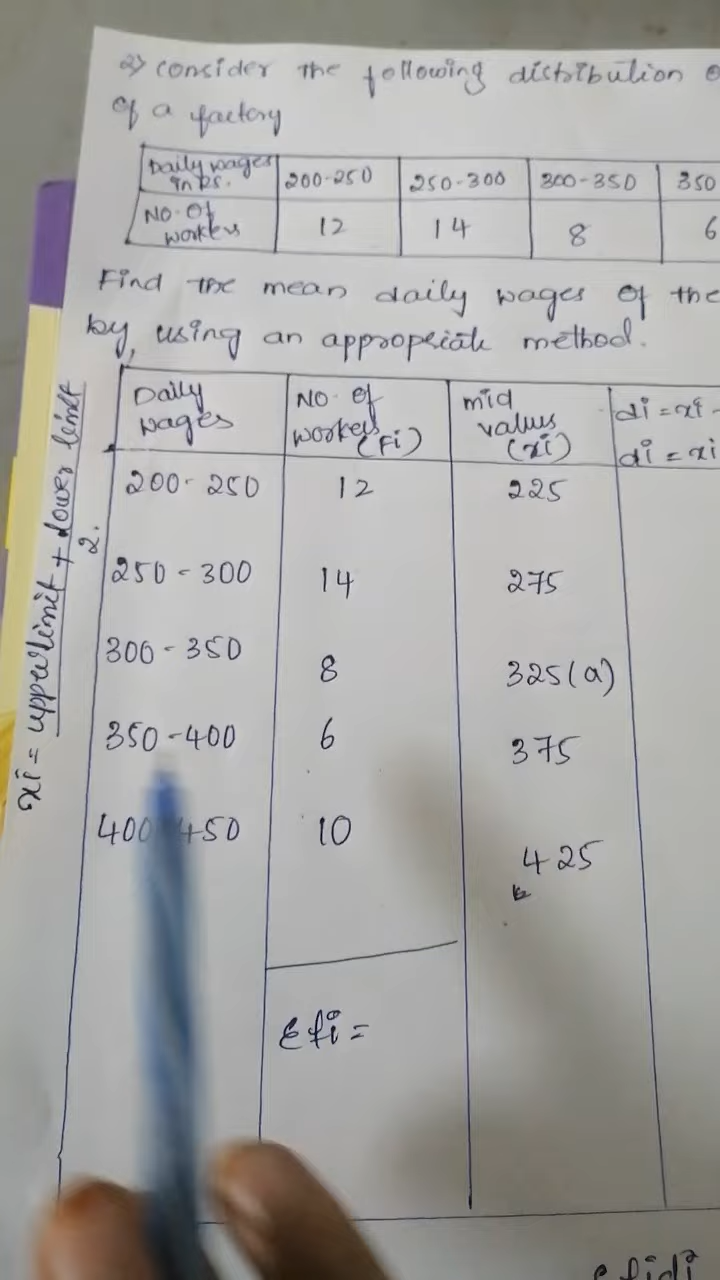 2) Consider the following distribution
of a factory
Daily wages in Rs. 200-250 250-300 300-350 350
No. of workers 12 14 8 6
Find the mean daily wages of the
by, using an appropriate method.
Daily wages No. of workers (Fi) mid values (xi) di = xi - di = xi
200 - 250 12 225
250 - 300 14 275
300 - 350 8 325(a)
350 - 400 6 375
400 450 10 425
Σfi =
xi = upper limit + lower limit
2.
Σfidi